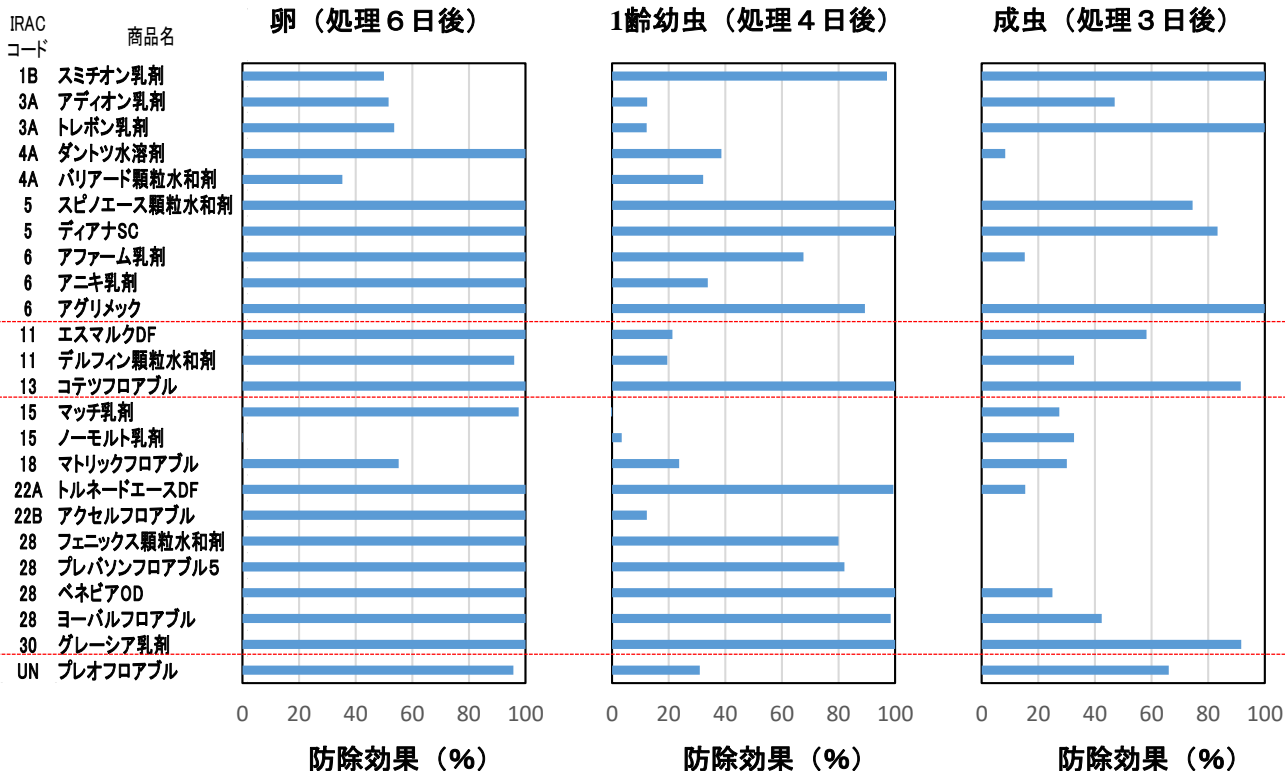 IRAC
コード
商品名
卵（処理６日後）
1齢幼虫（処理４日後）
成虫（処理３日後）
1B スミチオン乳剤
3A アディオン乳剤
3A トレボン乳剤
4A ダントツ水溶剤
4A バリアード顆粒水和剤
5 スピノエース顆粒水和剤
5 ディアナSC
6 アファーム乳剤
6 アニキ乳剤
6 アグリメック
11 エスマルクDF
11 デルフィン顆粒水和剤
13 コテツフロアブル
15 マッチ乳剤
15 ノーモルト乳剤
18 マトリックフロアブル
22A トルネードエースDF
22B アクセルフロアブル
28 フェニックス顆粒水和剤
28 プレバソンフロアブル5
28 ベネビアOD
28 ヨーバルフロアブル
30 グレーシア乳剤
UN プレオフロアブル
0 20 40 60 80 100
0 20 40 60 80 100
0 20 40 60 80 100
防除効果（%）
防除効果（%）
防除効果（%）